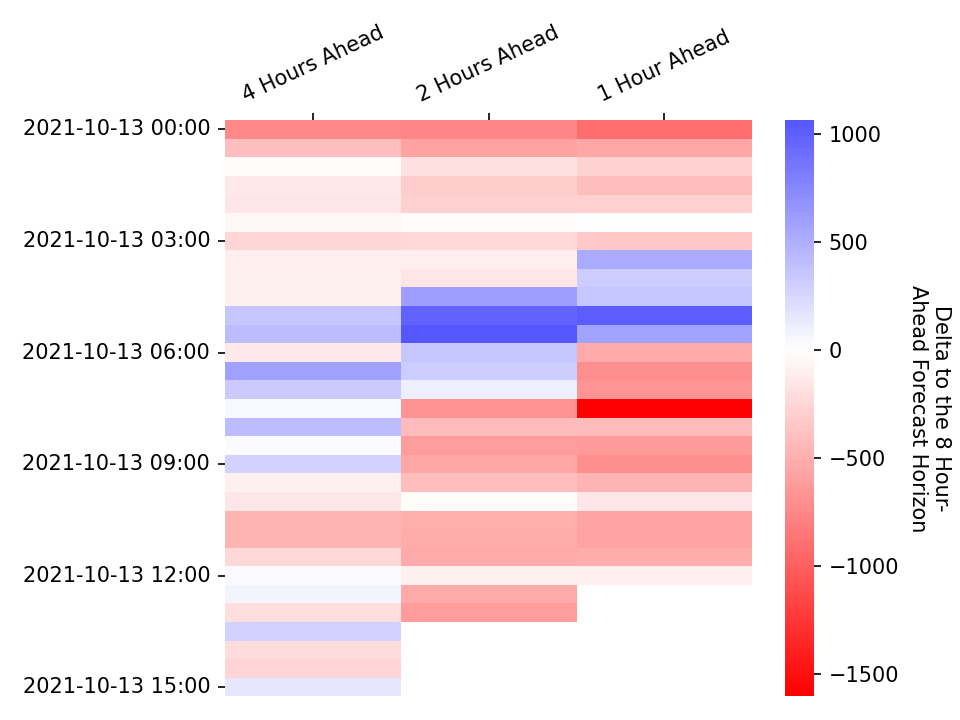 4 Hours Ahead
2 Hours Ahead
1 Hour Ahead
2021-10-13 00:00
2021-10-13 03:00
2021-10-13 06:00
2021-10-13 09:00
2021-10-13 12:00
2021-10-13 15:00
1000
500
0
−500
−1000
−1500
Delta to the 8 Hour-
Ahead Forecast Horizon